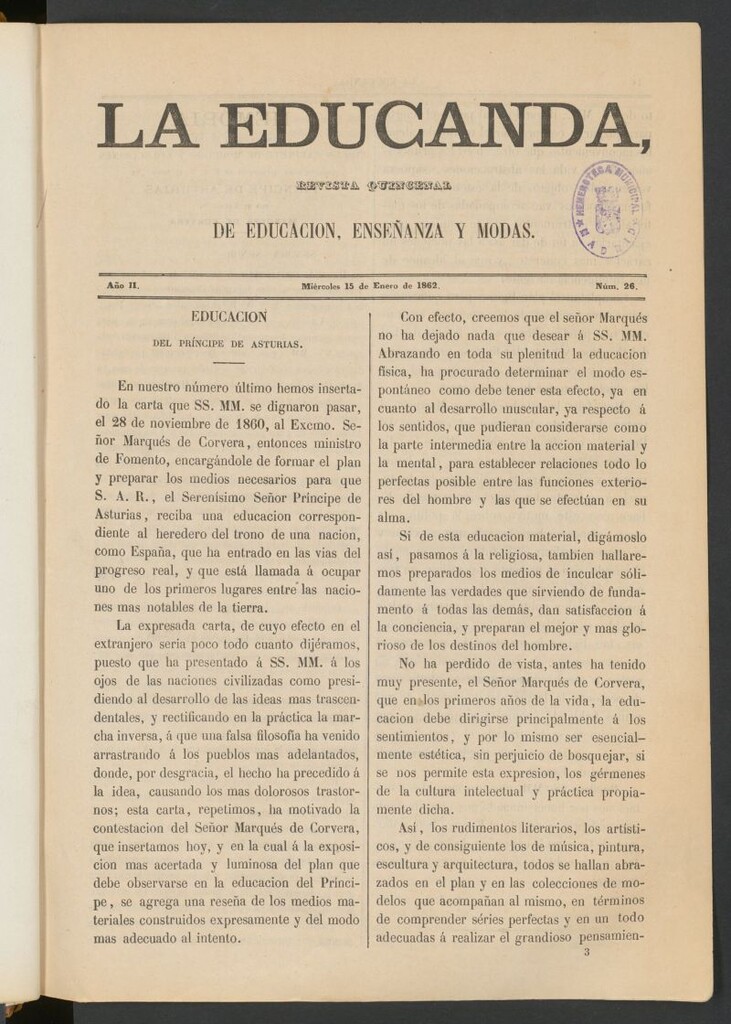 LA EDUCANDA,
REVISTA QUINCENAL
DE EDUCACION, ENSEÑANZA Y MODAS.
HEMEROTECA MUNICIPAL
MADRID
Año II. Miércoles 15 de Enero de 1862. Núm. 26.
EDUCACION
DEL PRÍNCIPE DE ASTURIAS.
En nuestro número último hemos inserta-
do la carta que SS. MM. se dignaron pasar,
el 28 de noviembre de 1860, al Excmo. Se-
ñor Marqués de Corvera, entonces ministro
de Fomento, encargándole de formar el plan
y preparar los medios necesarios para que
S. A. R., el Serenísimo Señor Príncipe de
Asturias, reciba una educacion correspon-
diente al heredero del trono de una nacion,
como España, que ha entrado en las vias del
progreso real, y que está llamada á ocupar
uno de los primeros lugares entre las nacio-
nes mas notables de la tierra.
La expresada carta, de cuyo efecto en el
extranjero seria poco todo cuanto dijéramos,
puesto que ha presentado á SS. MM. á los
ojos de las naciones civilizadas como presi-
diendo al desarrollo de las ideas mas trascen-
dentales, y rectificando en la práctica la mar-
cha inversa, á que una falsa filosofía ha venido
arrastrando á los pueblos mas adelantados,
donde, por desgracia, el hecho ha precedido á
la idea, causando los mas dolorosos trastor-
nos; esta carta, repetimos, ha motivado la
contestacion del Señor Marqués de Corvera,
que insertamos hoy, y en la cual á la exposi-
cion mas acertada y luminosa del plan que
debe observarse en la educacion del Prínci-
pe, se agrega una reseña de los medios ma-
teriales construidos expresamente y del modo
mas adecuado al intento.
Con efecto, creemos que el señor Marqués
no ha dejado nada que desear á SS. MM.
Abrazando en toda su plenitud la educacion
física, ha procurado determinar el modo es-
pontáneo como debe tener esta efecto, ya en
cuanto al desarrollo muscular, ya respecto á
los sentidos, que pudieran considerarse como
la parte intermedia entre la accion material y
la mental, para establecer relaciones todo lo
perfectas posible entre las funciones exterio-
res del hombre y las que se efectúan en su
alma.
Si de esta educacion material, digámoslo
así, pasamos á la religiosa, tambien hallare-
mos preparados los medios de inculcar sóli-
damente las verdades que sirviendo de funda-
mento á todas las demás, dan satisfaccion á
la conciencia, y preparan el mejor y mas glo-
rioso de los destinos del hombre.
No ha perdido de vista, antes ha tenido
muy presente, el Señor Marqués de Corvera,
que en los primeros años de la vida, la edu-
cacion debe dirigirse principalmente á los
sentimientos, y por lo mismo ser esencial-
mente estética, sin perjuicio de bosquejar, si
se nos permite esta expresion, los gérmenes
de la cultura intelectual y práctica propia-
mente dicha.
Así, los rudimentos literarios, los artísti-
cos, y de consiguiente los de música, pintura,
escultura y arquitectura, todos se hallan abra-
zados en el plan y en las colecciones de mo-
delos que acompañan al mismo, en términos
de comprender séries perfectas y en un todo
adecuadas á realizar el grandioso pensamien-
3